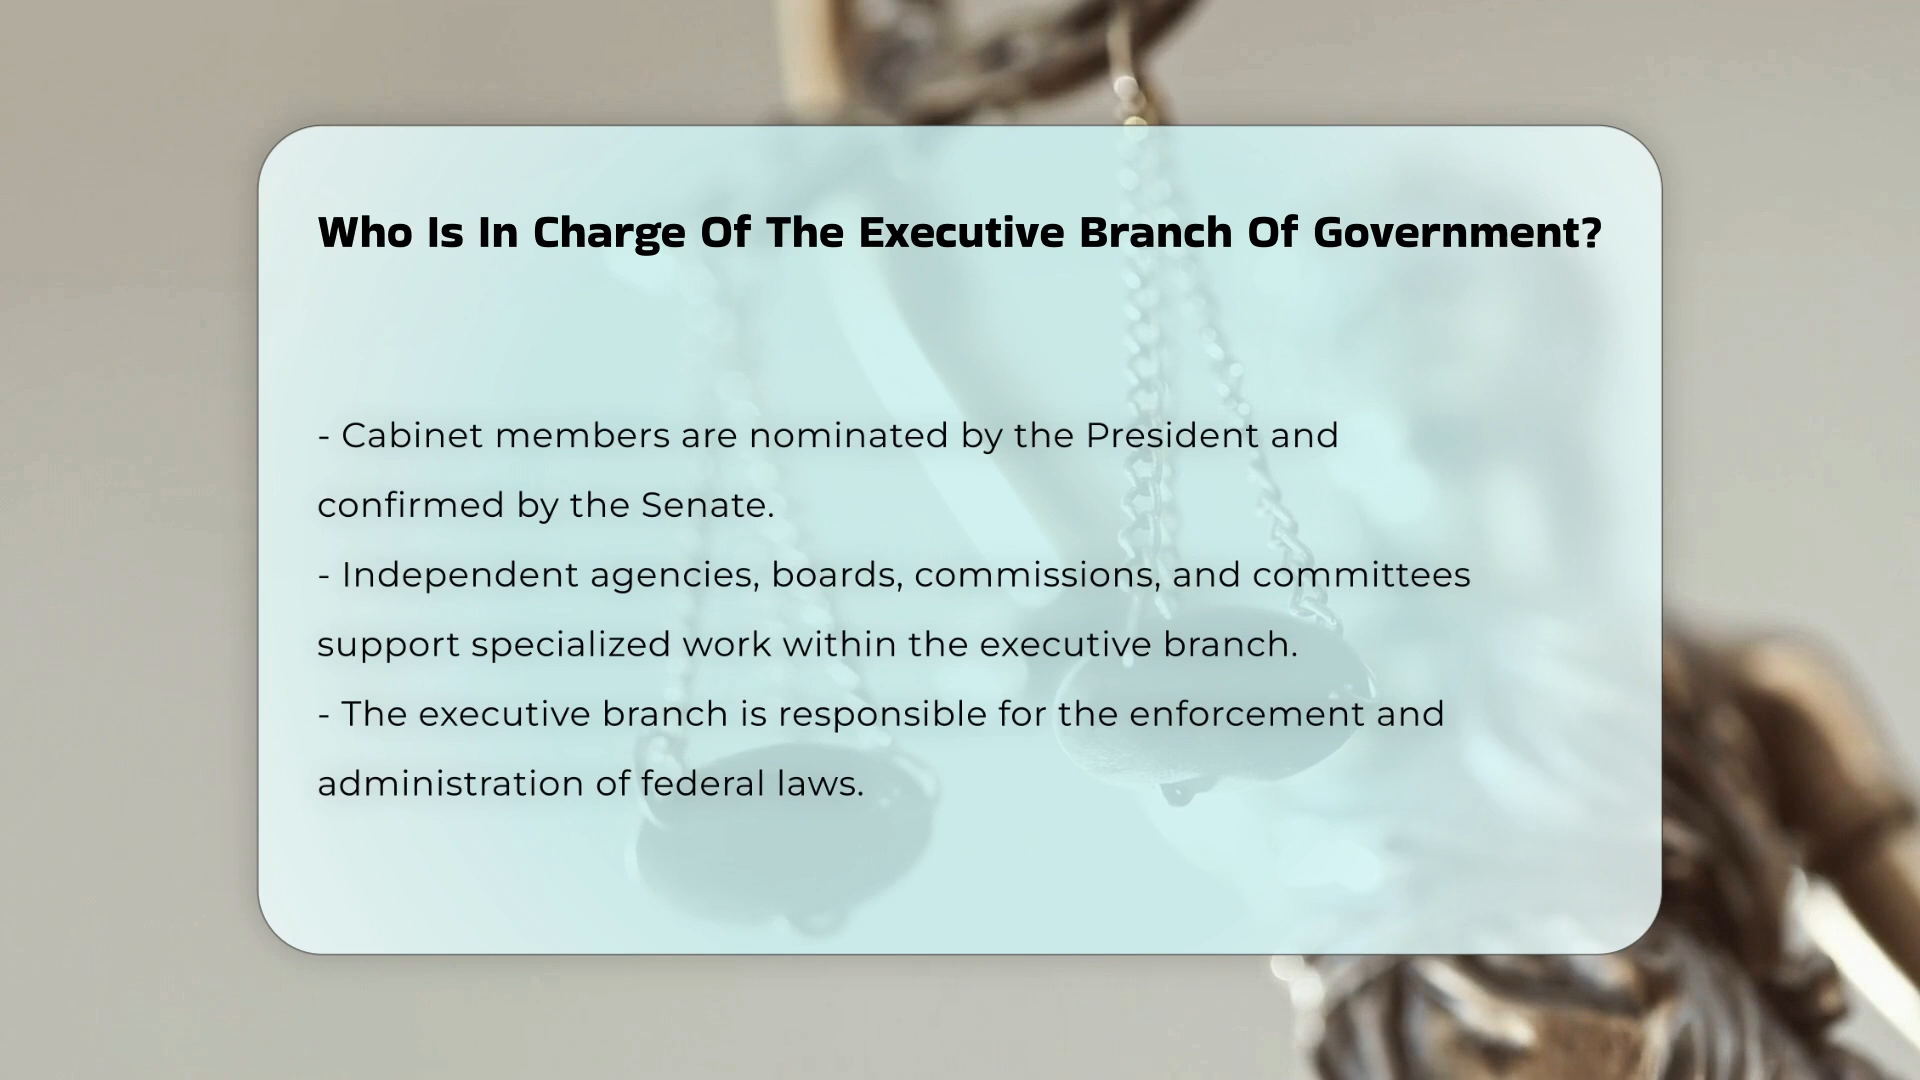 Who Is In Charge Of The Executive Branch Of Government?
- Cabinet members are nominated by the President and
confirmed by the Senate.
- Independent agencies, boards, commissions, and committees
support specialized work within the executive branch.
- The executive branch is responsible for the enforcement and
administration of federal laws.